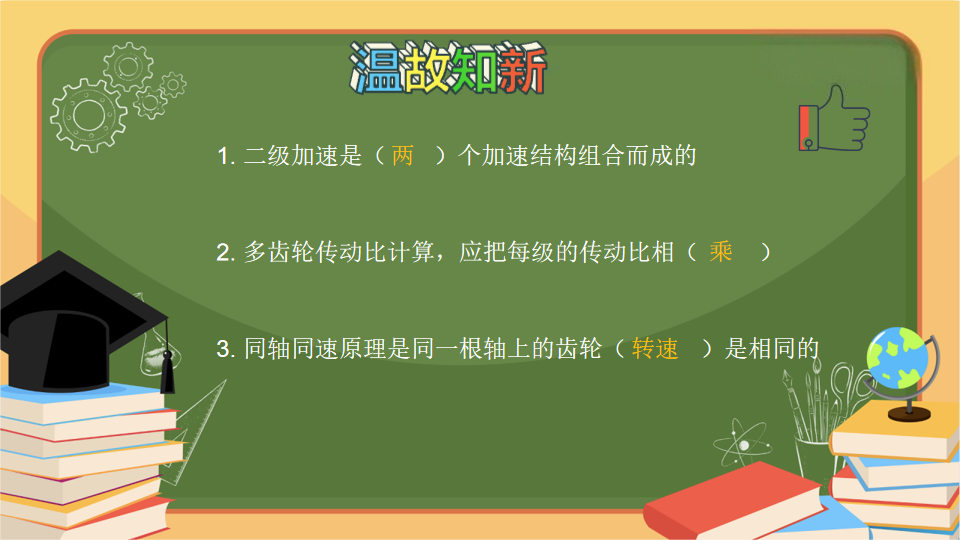 温故知新
1. 二级加速是（ 两 ）个加速结构组合而成的
2. 多齿轮传动比计算，应把每级的传动比相（ 乘 ）
3. 同轴同速原理是同一根轴上的齿轮（ 转速 ）是相同的